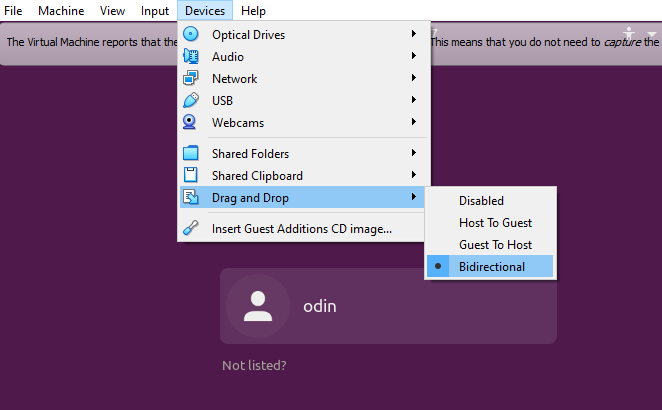 File Machine View Input Devices Help
The Virtual Machine reports that the
This means that you do not need to capture the
Optical Drives
Audio
Network
USB
Webcams
Shared Folders
Shared Clipboard
Drag and Drop
Insert Guest Additions CD image...
Disabled
Host To Guest
Guest To Host
Bidirectional
odin
Not listed?